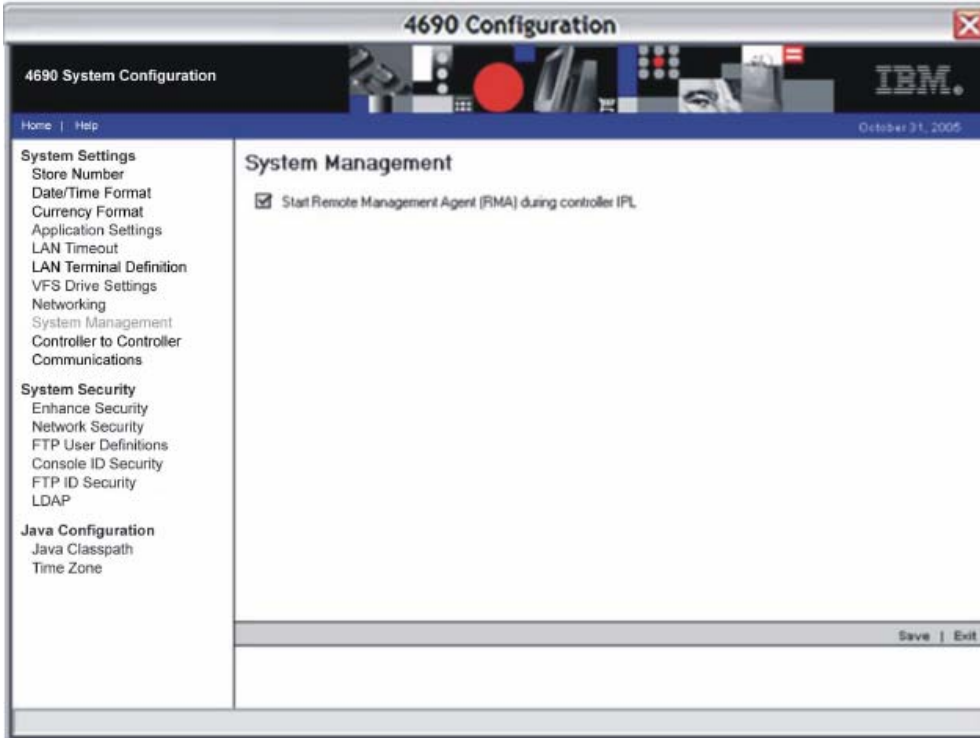 4690 Configuration
4690 System Configuration
IBM.
Home | Help
October 31, 2005
System Settings
Store Number
Date/Time Format
Currency Format
Application Settings
LAN Timeout
LAN Terminal Definition
VFS Drive Settings
Networking
System Management
Controller to Controller
Communications
System Security
Enhance Security
Network Security
FTP User Definitions
Console ID Security
FTP ID Security
LDAP
Java Configuration
Java Classpath
Time Zone
System Management
Start Remote Management Agent (RMA) during controller IPL
Save | Exit